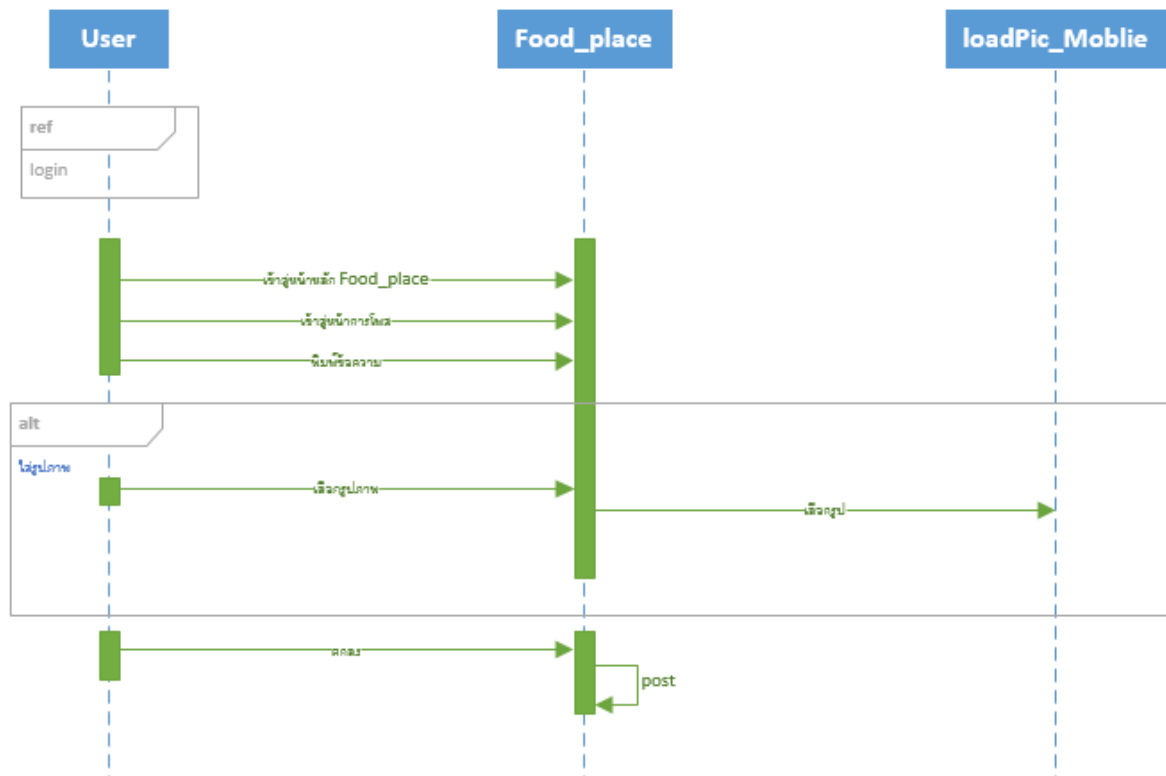 User
Food_place
loadPic_Moblie
ref
login
เข้าสู่หน้าหลัก Food_place
เข้าสู่หน้าการโพส
พิมพ์ข้อความ
alt
ใส่รูปภาพ
เลือกรูปภาพ
เลือกรูป
ตกลง
post